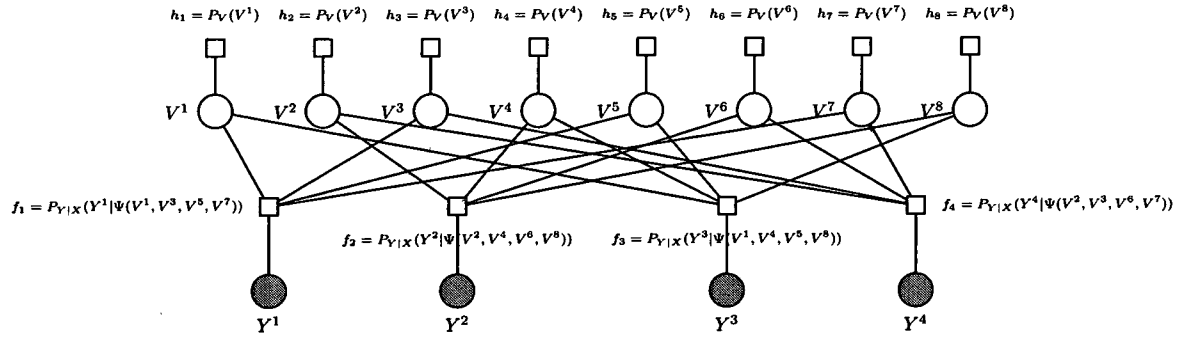 h₁ = P_V(V¹) h₂ = P_V(V²) h₃ = P_V(V³) h₄ = P_V(V⁴) h₅ = P_V(V⁵) h₆ = P_V(V⁶) h₇ = P_V(V⁷) h₈ = P_V(V⁸)
V¹ V² V³ V⁴ V⁵ V⁶ V⁷ V⁸
f₁ = P_{Y|X}(Y¹|Ψ(V¹, V³, V⁵, V⁷)) f₄ = P_{Y|X}(Y⁴|Ψ(V², V³, V⁶, V⁷))
f₂ = P_{Y|X}(Y²|Ψ(V², V⁴, V⁶, V⁸)) f₃ = P_{Y|X}(Y³|Ψ(V¹, V⁴, V⁵, V⁸))
Y¹ Y² Y³ Y⁴